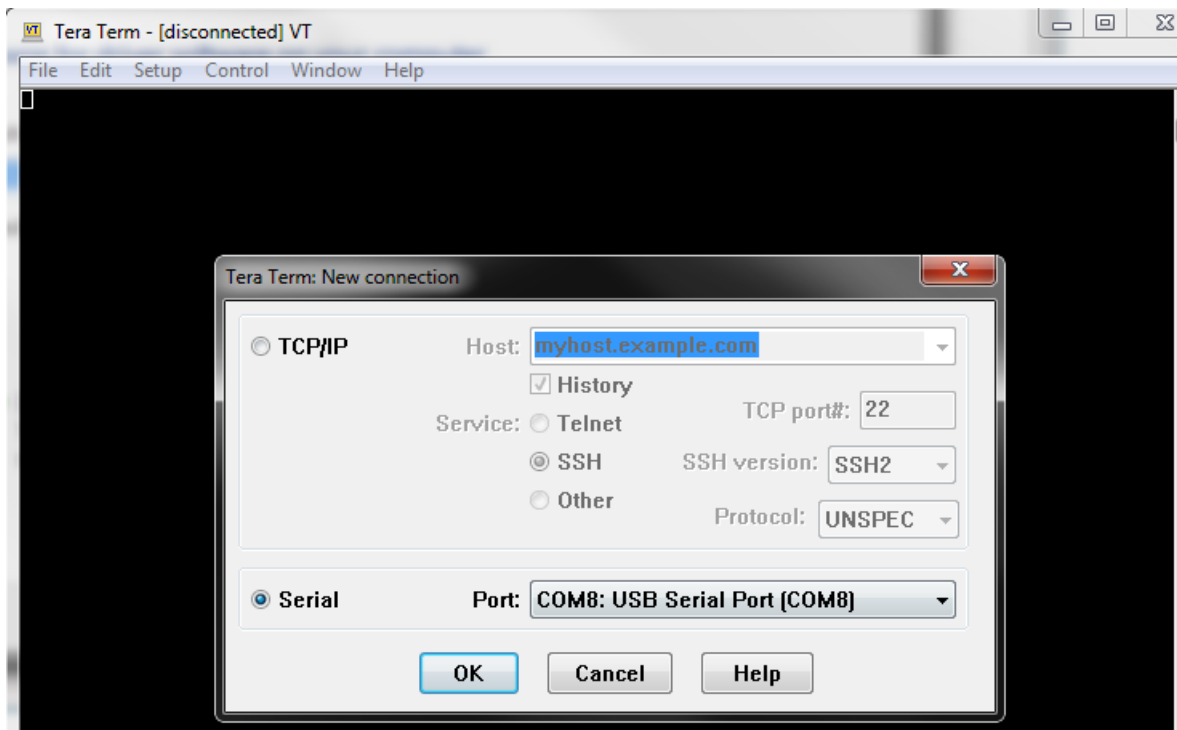 VT Tera Term - [disconnected] VT
File Edit Setup Control Window Help
Tera Term: New connection
TCP/IP Host: myhost.example.com
History
Service: Telnet TCP port#: 22
SSH SSH version: SSH2
Other Protocol: UNSPEC
Serial Port: COM8: USB Serial Port (COM8)
OK Cancel Help